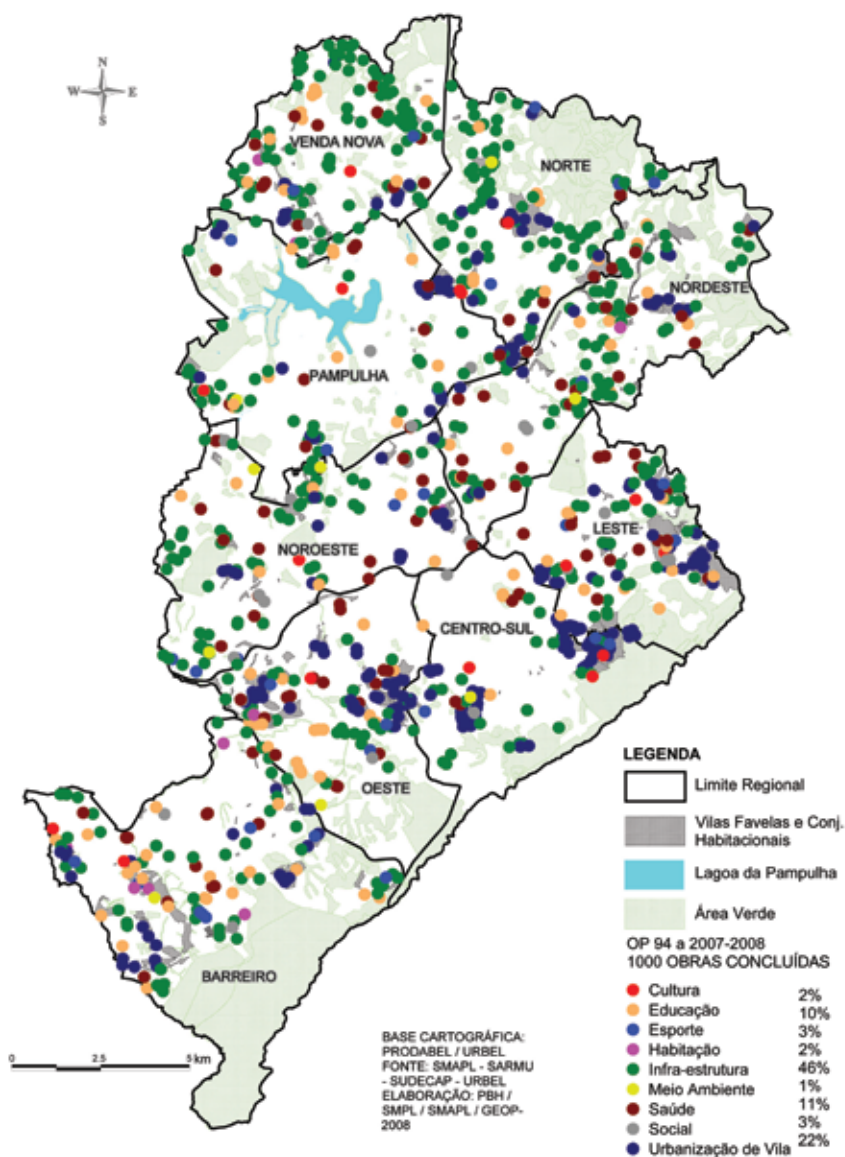 N
W E
S
VENDA NOVA
NORTE
NORDESTE
PAMPULHA
LESTE
NOROESTE
CENTRO-SUL
OESTE
BARREIRO
LEGENDA
Limite Regional
Vilas Favelas e Conj.
Habitacionais
Lagoa da Pampulha
Área Verde
OP 94 a 2007-2008
1000 OBRAS CONCLUÍDAS
Cultura 2%
Educação 10%
Esporte 3%
Habitação 2%
Infra-estrutura 46%
Meio Ambiente 1%
Saúde 11%
Social 3%
Urbanização de Vila 22%
BASE CARTOGRÁFICA:
PRODABEL / URBEL
FONTE: SMAPL - SARMU
- SUDECAP - URBEL
ELABORAÇÃO: PBH /
SMPL / SMAPL / GEOP-
2008
0 2.5 5 km